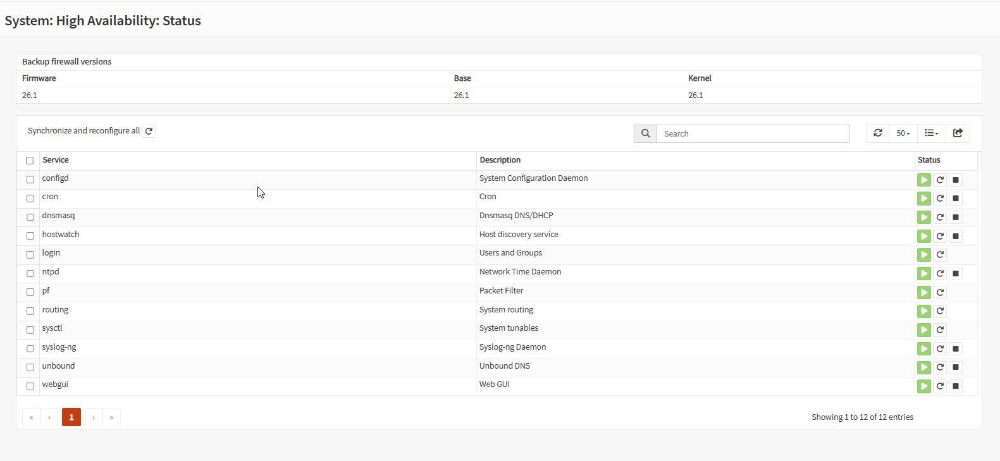 System: High Availability: Status
Backup firewall versions
Firmware Base Kernel
26.1 26.1 26.1
Synchronize and reconfigure all Search 50
Service Description Status
configd System Configuration Daemon
cron Cron
dnsmasq Dnsmasq DNS/DHCP
hostwatch Host discovery service
login Users and Groups
ntpd Network Time Daemon
pf Packet Filter
routing System routing
sysctl System tunables
syslog-ng Syslog-ng Daemon
unbound Unbound DNS
webgui Web GUI
« ‹ 1 › » Showing 1 to 12 of 12 entries